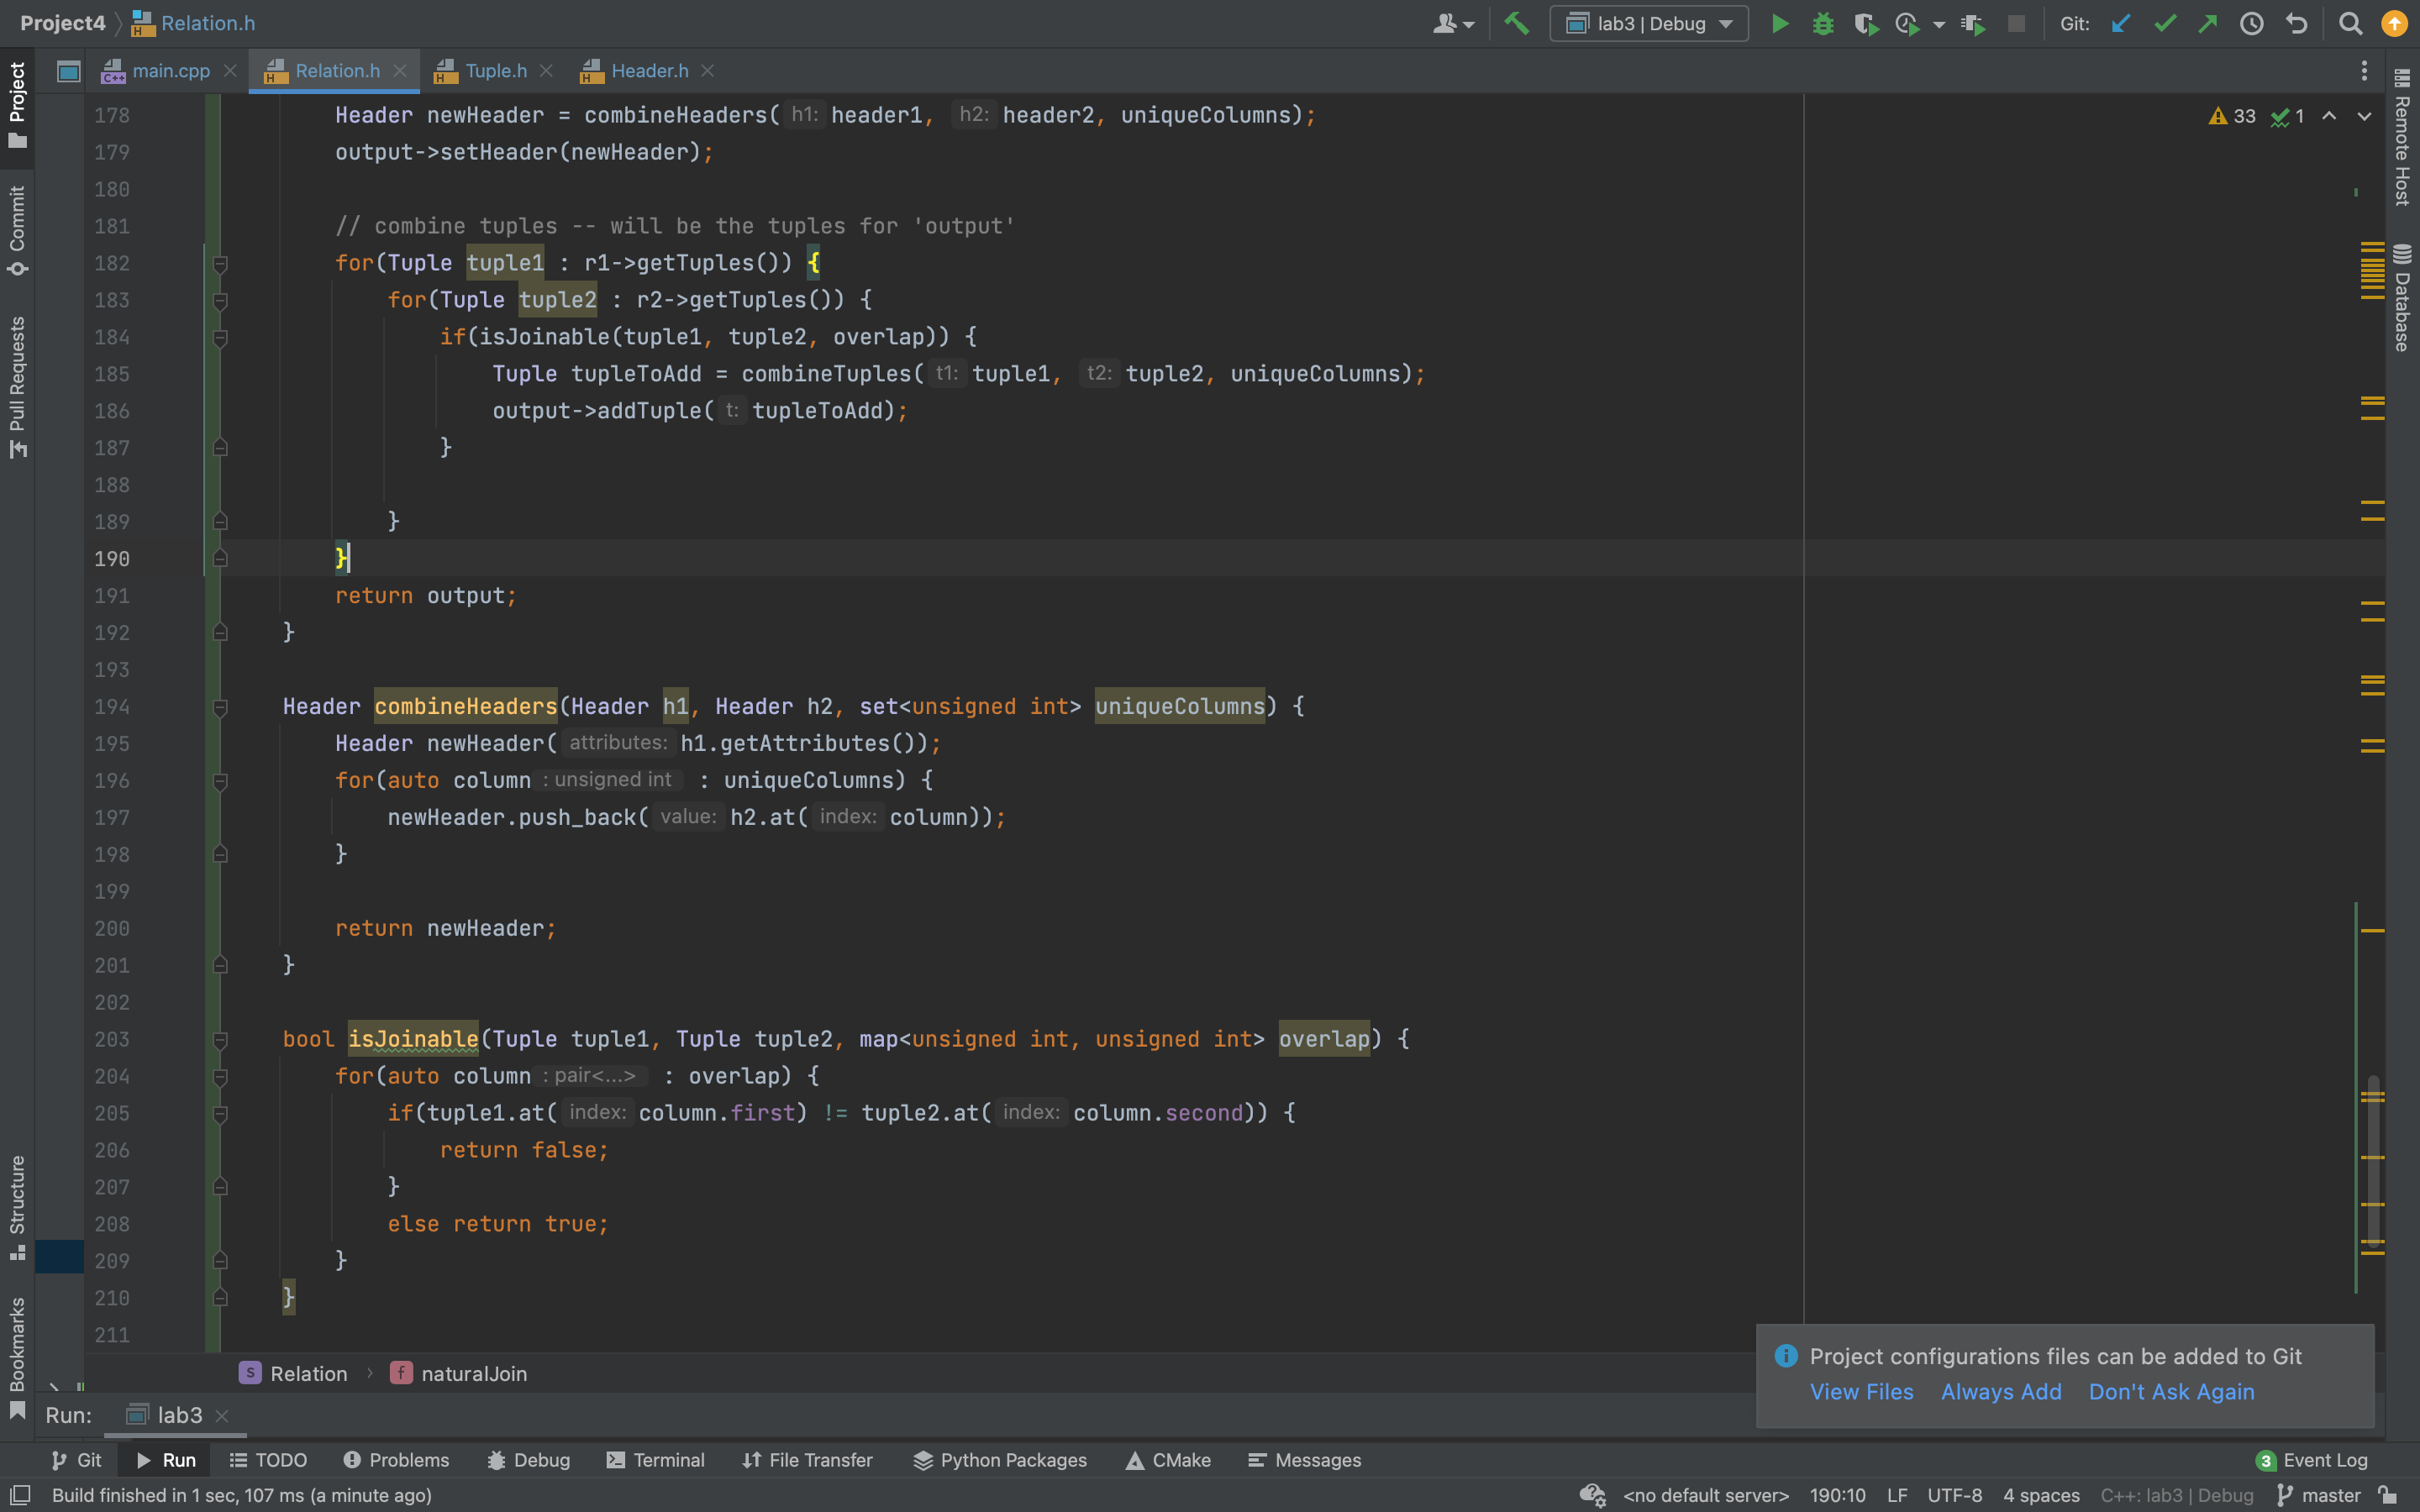 Project4 Relation.h lab3 | Debug Git:
main.cpp Relation.h Tuple.h Header.h
Project
Commit
Pull Requests
Structure
Bookmarks
Remote Host
Database
33 1
178 Header newHeader = combineHeaders( h1: header1, h2: header2, uniqueColumns);
179 output->setHeader(newHeader);
180
181 // combine tuples -- will be the tuples for 'output'
182 for(Tuple tuple1 : r1->getTuples()) {
183 for(Tuple tuple2 : r2->getTuples()) {
184 if(isJoinable(tuple1, tuple2, overlap)) {
185 Tuple tupleToAdd = combineTuples( t1: tuple1, t2: tuple2, uniqueColumns);
186 output->addTuple( t: tupleToAdd);
187 }
188
189 }
190 }
191 return output;
192 }
193
194 Header combineHeaders(Header h1, Header h2, set<unsigned int> uniqueColumns) {
195 Header newHeader( attributes: h1.getAttributes());
196 for(auto column : unsigned int : uniqueColumns) {
197 newHeader.push_back( value: h2.at( index: column));
198 }
199
200 return newHeader;
201 }
202
203 bool isJoinable(Tuple tuple1, Tuple tuple2, map<unsigned int, unsigned int> overlap) {
204 for(auto column : pair<...> : overlap) {
205 if(tuple1.at( index: column.first) != tuple2.at( index: column.second)) {
206 return false;
207 }
208 else return true;
209 }
210 }
211
S Relation f naturalJoin
Project configurations files can be added to Git
View Files Always Add Don't Ask Again
Run: lab3
Git Run TODO Problems Debug Terminal File Transfer Python Packages CMake Messages 3 Event Log
Build finished in 1 sec, 107 ms (a minute ago) <no default server> 190:10 LF UTF-8 4 spaces C++: lab3 | Debug master